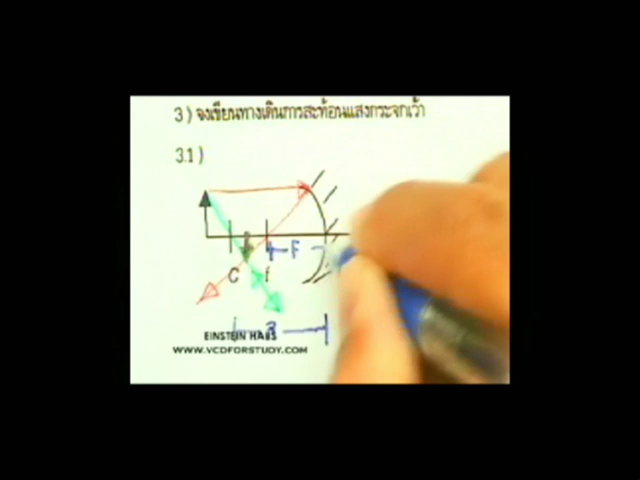 3) จงเขียนทางเดินการสะท้อนแสงกระจกเว้า
3.1)
F
C f
R
EINSTEIN HAUS
WWW.VCDFORSTUDY.COM